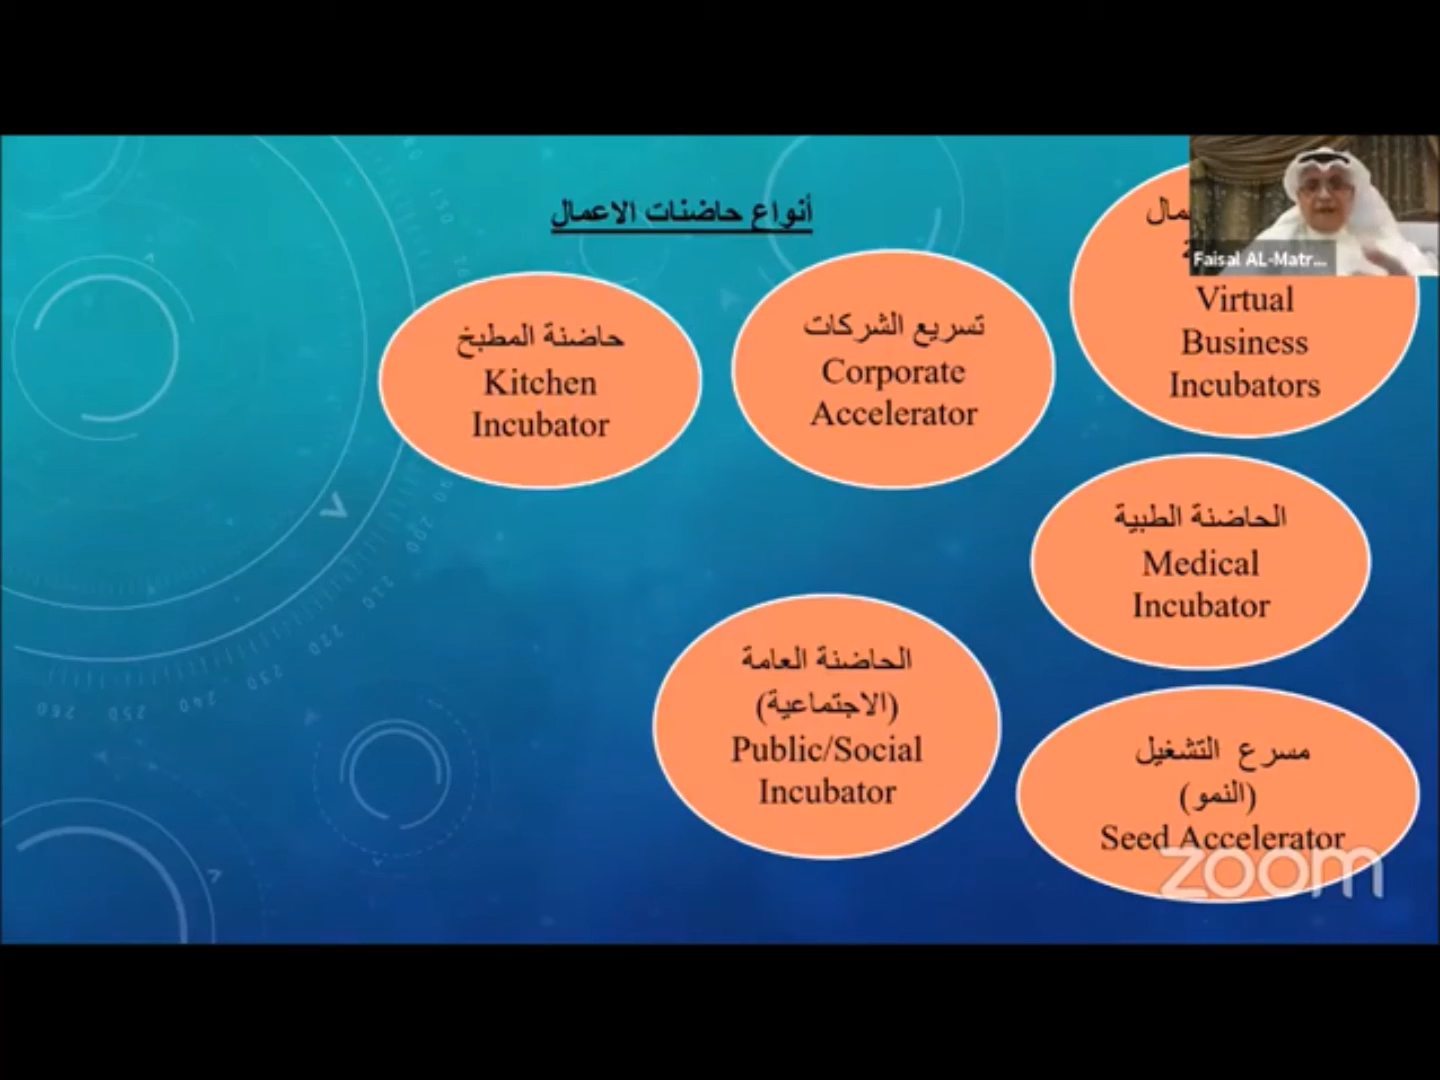 أنواع حاضنات الاعمال
Virtual
Business
Incubators
Faisal AL-Matr...
تسريع الشركات
Corporate
Accelerator
حاضنة المطبخ
Kitchen
Incubator
الحاضنة الطبية
Medical
Incubator
الحاضنة العامة
(الاجتماعية)
Public/Social
Incubator
مسرع التشغيل
(النمو)
Seed Accelerator
zoom